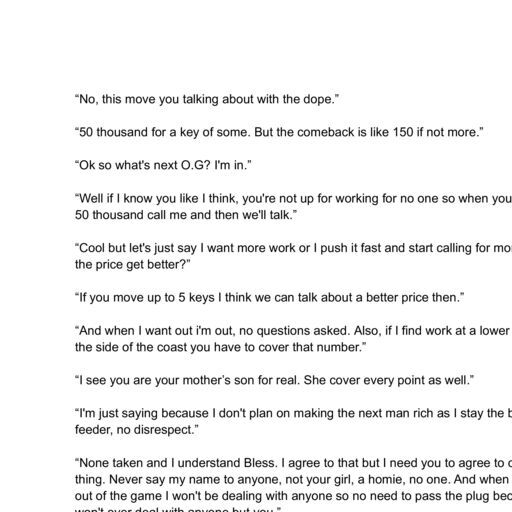 “No, this move you talking about with the dope.”
“50 thousand for a key of some. But the comeback is like 150 if not more.”
“Ok so what's next O.G? I'm in.”
“Well if I know you like I think, you're not up for working for no one so when you
50 thousand call me and then we'll talk.”
“Cool but let's just say I want more work or I push it fast and start calling for
the price get better?”
“If you move up to 5 keys I think we can talk about a better price then.”
“And when I want out i'm out, no questions asked. Also, if I find work at a lower
the side of the coast you have to cover that number.”
“I see you are your mother’s son for real. She cover every point as well.”
“I'm just saying because I don't plan on making the next man rich as I stay the
feeder, no disrespect.”
“None taken and I understand Bless. I agree to that but I need you to agree to
thing. Never say my name to anyone, not your girl, a homie, no one. And when
out of the game I won't be dealing with anyone so no need to pass the plug
won't ever deal with anyone but you.”